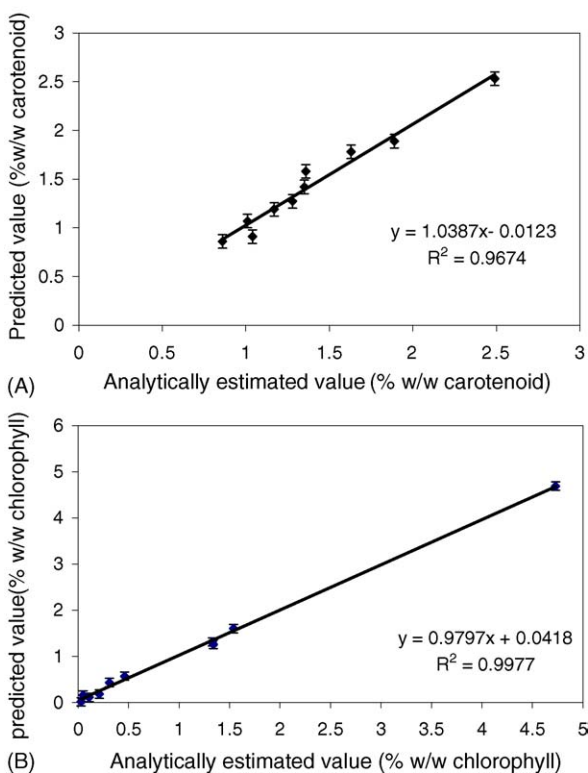 3
2.5
2
1.5
1
0.5
0
Predicted value (%w/w carotenoid)
y = 1.0387x- 0.0123
R² = 0.9674
0 0.5 1 1.5 2 2.5 3
(A) Analytically estimated value (% w/w carotenoid)
6
5
4
3
2
1
0
predicted value(% w/w chlorophyll)
y = 0.9797x + 0.0418
R² = 0.9977
0 0.5 1 1.5 2 2.5 3 3.5 4 4.5 5
(B) Analytically estimated value (% w/w chlorophyll)